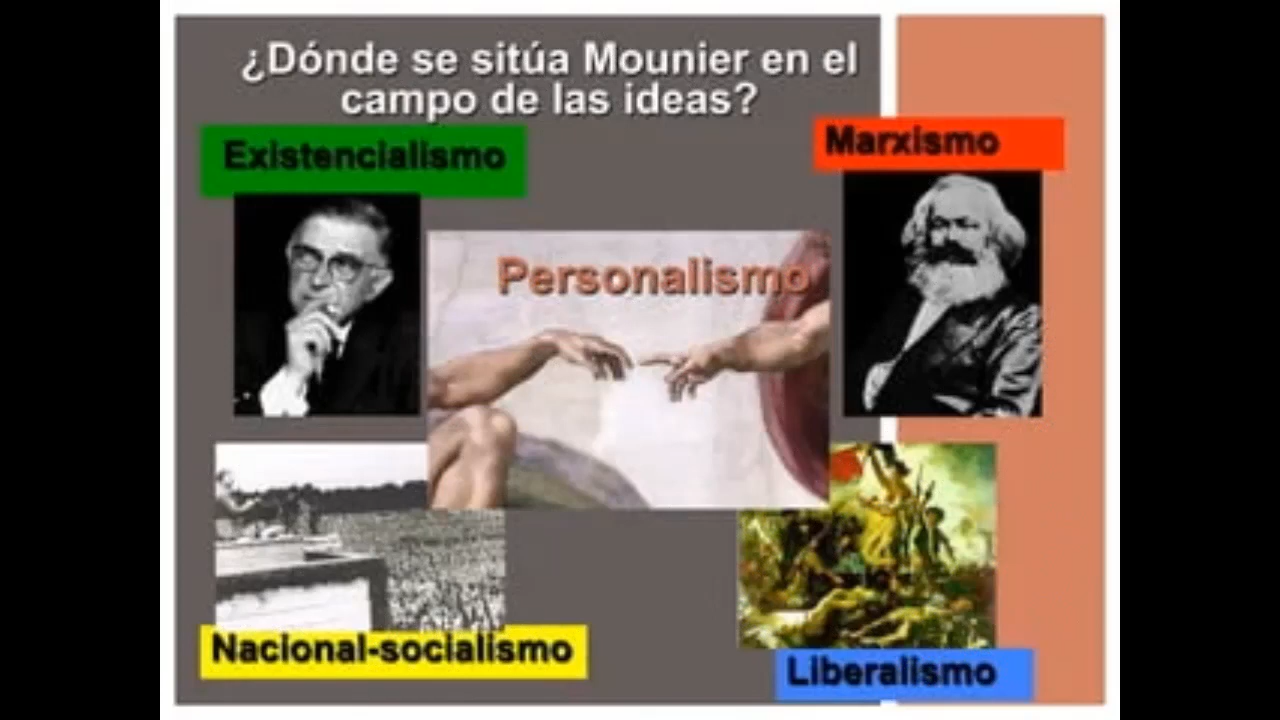 ¿Dónde se sitúa Mounier en el
campo de las ideas?
Existencialismo
Marxismo
Personalismo
Nacional-socialismo
Liberalismo